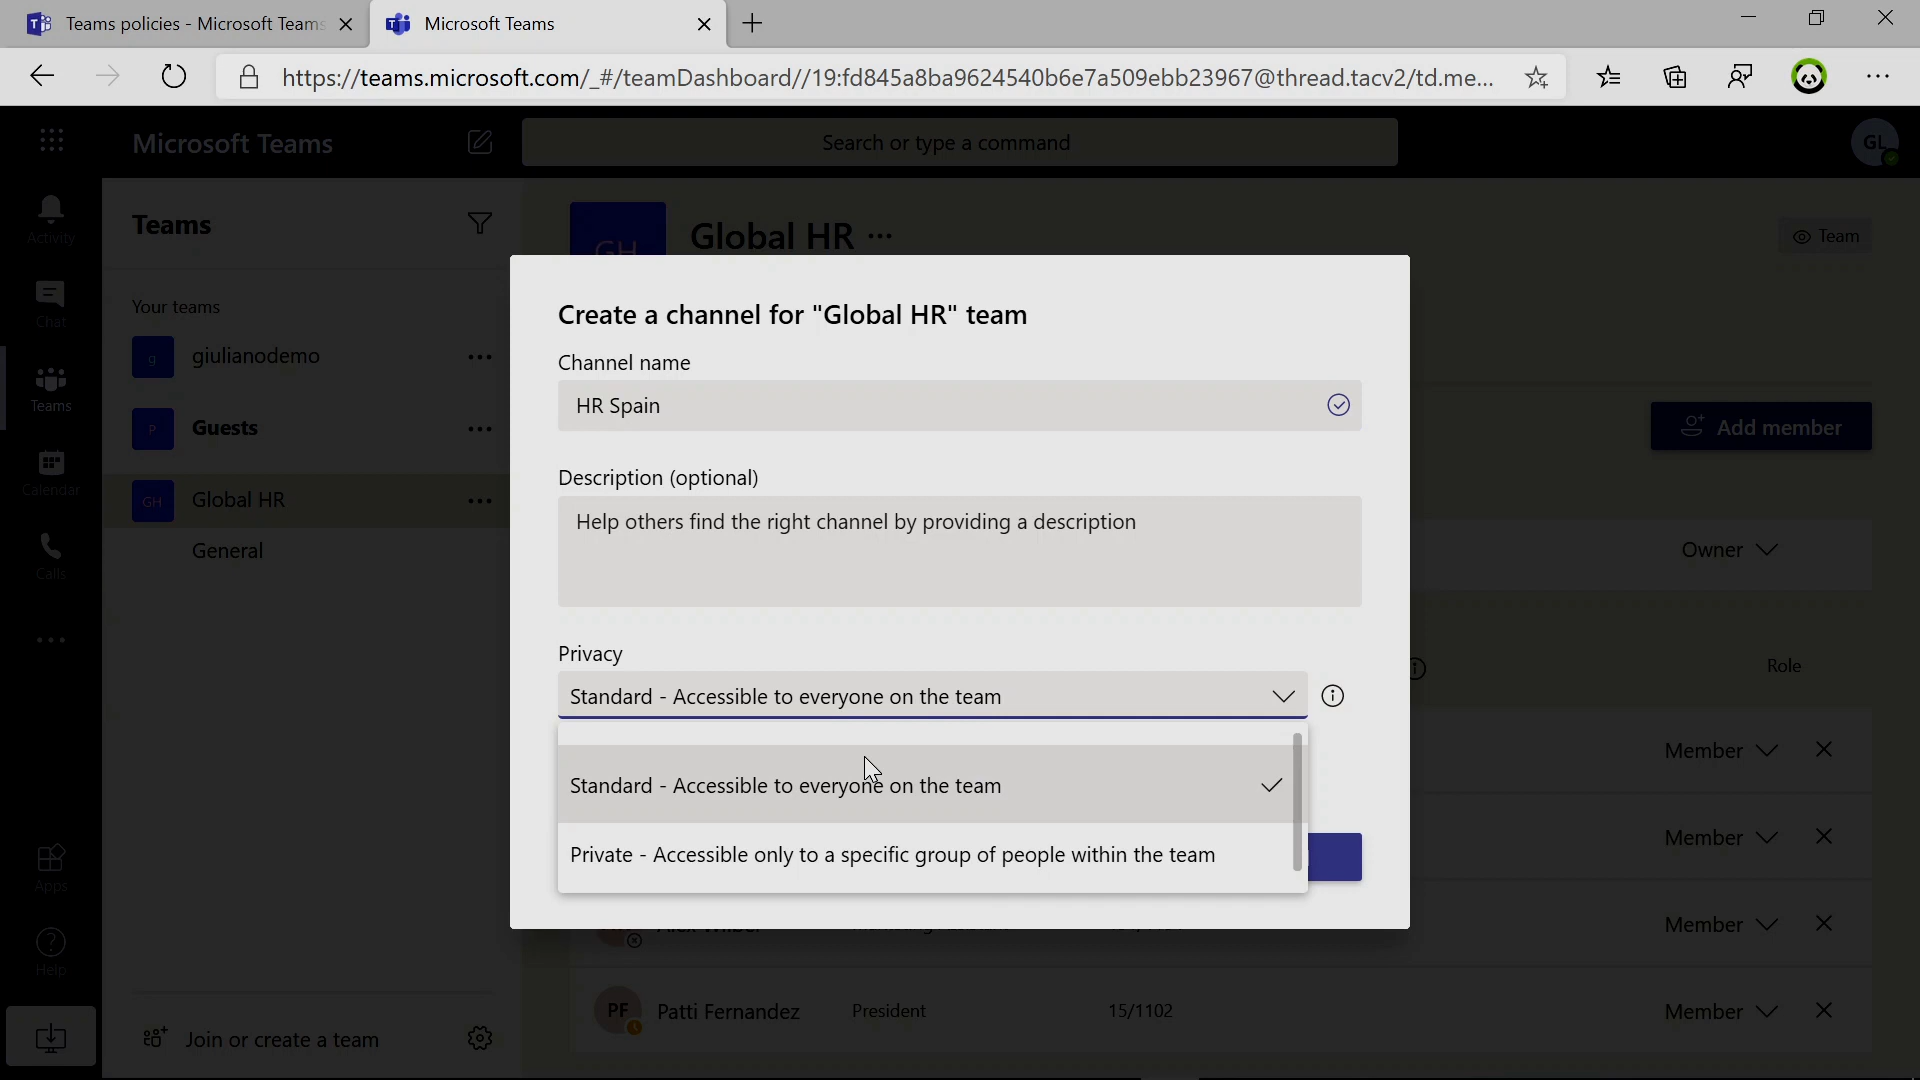 Teams policies - Microsoft Teams
Microsoft Teams
https://teams.microsoft.com/_#/teamDashboard//19:fd845a8ba9624540b6e7a509ebb23967@thread.tacv2/td.me...
Microsoft Teams
Search or type a command
GL
Activity
Chat
Teams
Calendar
Calls
Apps
Help
Teams
Your teams
g
giulianodemo
P
Guests
GH
Global HR
General
Join or create a team
GH
Global HR
Team
Add member
Owner
Role
Member
Member
Member
Create a channel for "Global HR" team
Channel name
HR Spain
Description (optional)
Help others find the right channel by providing a description
Privacy
Standard - Accessible to everyone on the team
Standard - Accessible to everyone on the team
Private - Accessible only to a specific group of people within the team
PF
Patti Fernandez
President
15/1102
Member